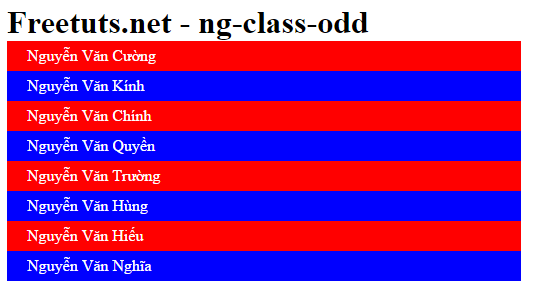 Freetuts.net - ng-class-odd
Nguyễn Văn Cường
Nguyễn Văn Kính
Nguyễn Văn Chính
Nguyễn Văn Quyền
Nguyễn Văn Trường
Nguyễn Văn Hùng
Nguyễn Văn Hiếu
Nguyễn Văn Nghĩa